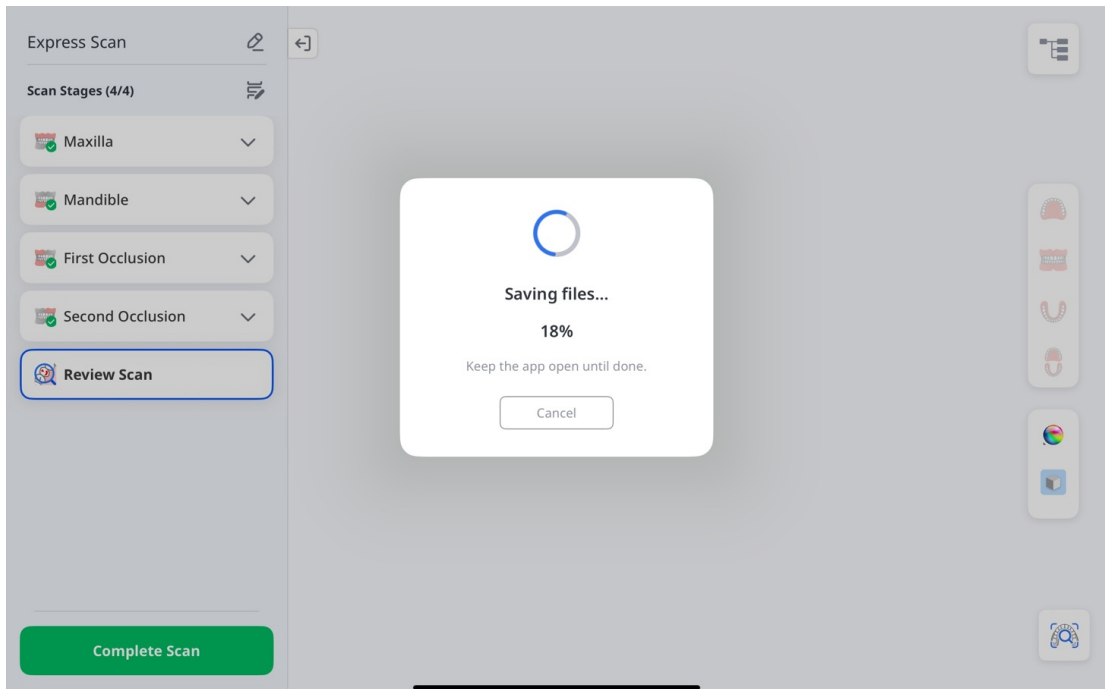 Express Scan
Scan Stages (4/4)
Maxilla
Mandible
First Occlusion
Second Occlusion
Review Scan
Complete Scan
Saving files...
18%
Keep the app open until done.
Cancel